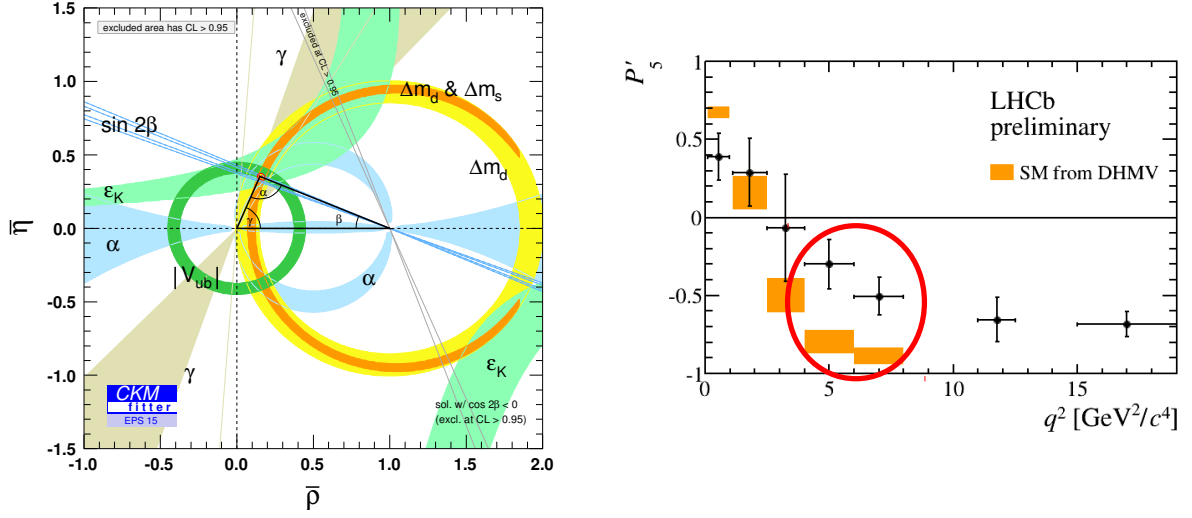 excluded area has CL > 0.95
excluded at CL > 0.95
γ
Δm_d & Δm_s
sin 2β
Δm_d
ε_K
α
γ
β
α
α
|V_ub|
γ
ε_K
sol. w/ cos 2β < 0
(excl. at CL > 0.95)
CKM
fitter
EPS 15
1.5
1.0
0.5
0.0
-0.5
-1.0
-1.5
η̄
-1.0
-0.5
0.0
0.5
1.0
1.5
2.0
ρ̄
P′_5
1
0.5
0
-0.5
-1
LHCb
preliminary
SM from DHMV
0
5
10
15
q² [GeV²/c⁴]